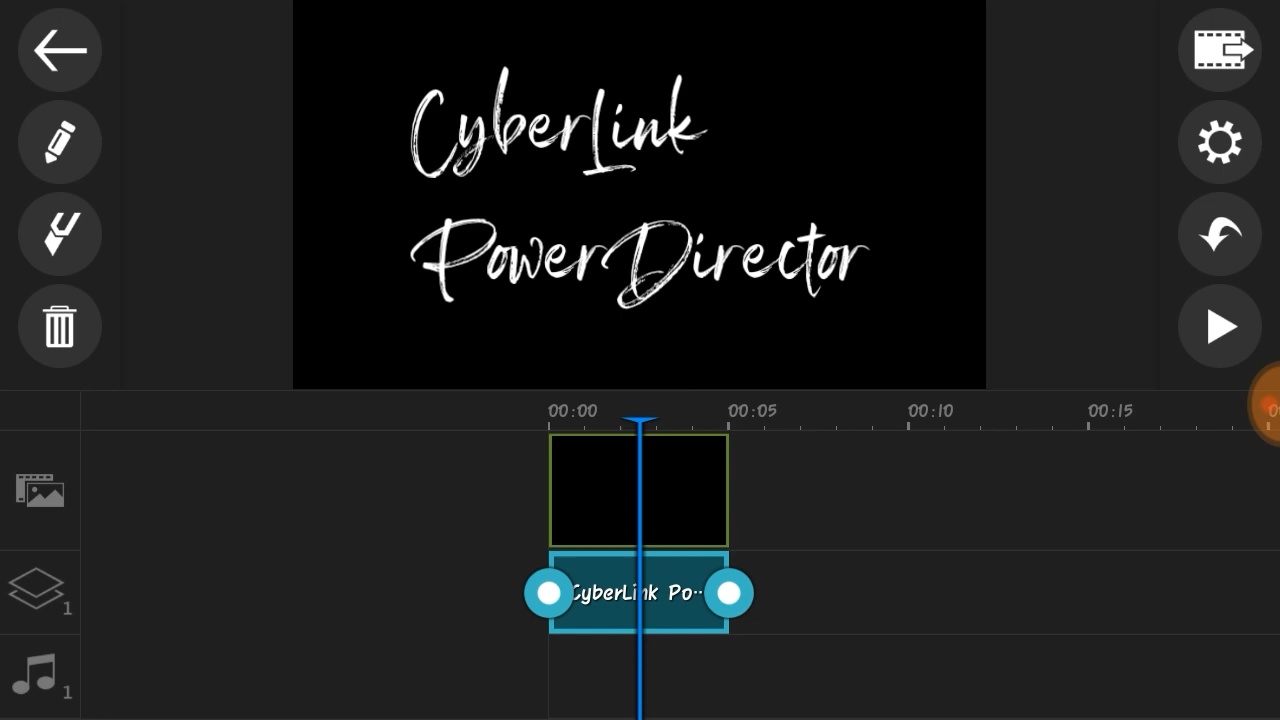 CyberLink
PowerDirector
00:00
00:05
00:10
00:15
CyberLink Po…
1
1